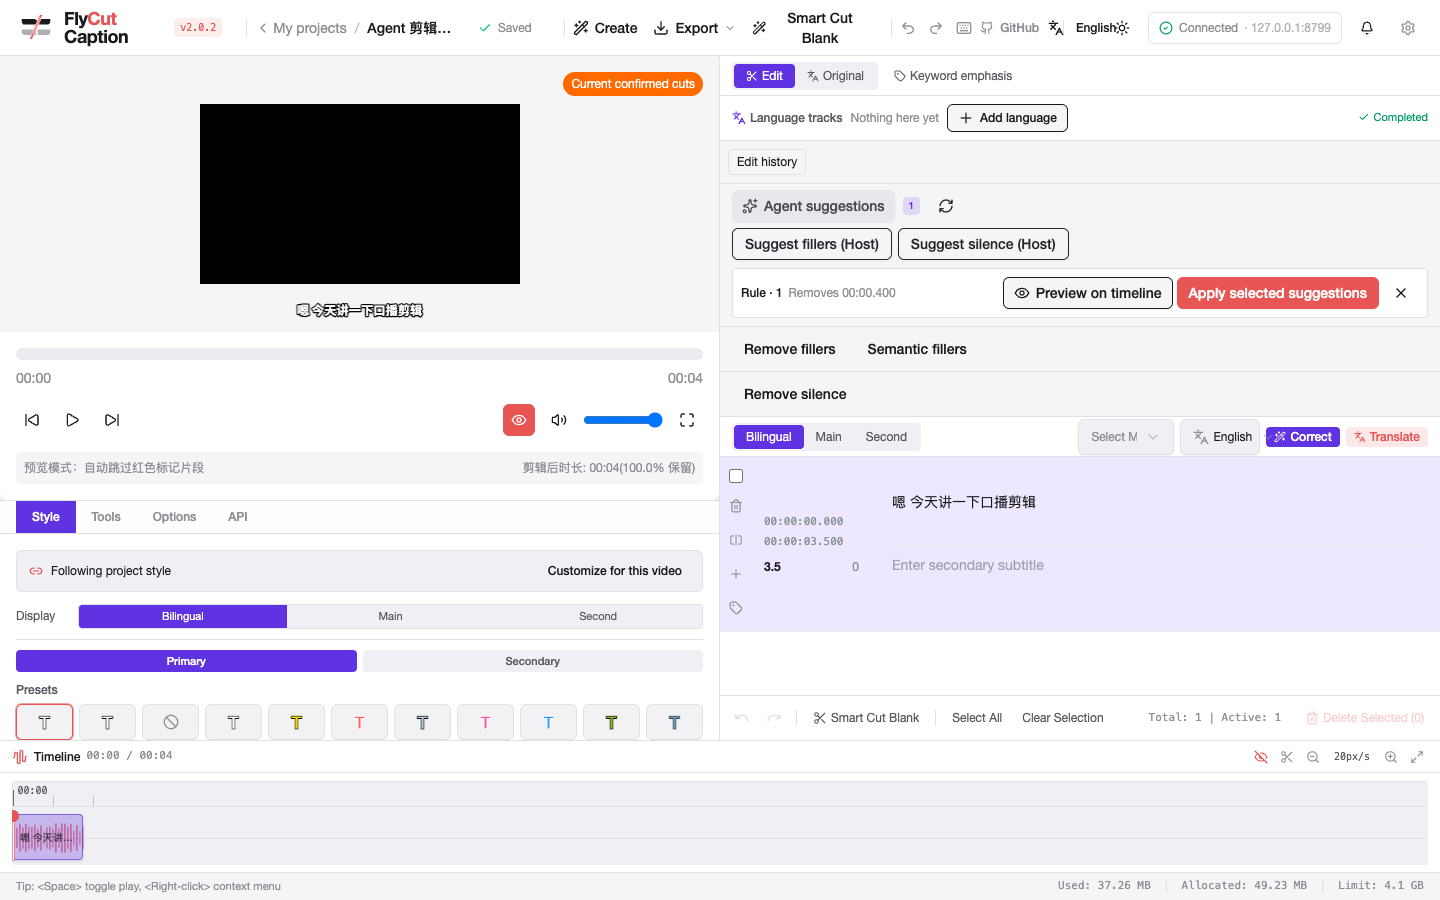 FlyCut Caption
v2.0.2
My projects / Agent 剪辑...
Saved
Create
Export
Smart Cut Blank
GitHub
English
Connected · 127.0.0.1:8799
Current confirmed cuts
嗯 今天讲一下口播剪辑
00:00
00:04
预览模式: 自动跳过红色标记片段
剪辑后时长: 00:04(100.0% 保留)
Style
Tools
Options
API
Following project style
Customize for this video
Display
Bilingual
Main
Second
Primary
Secondary
Presets
Edit
Original
Keyword emphasis
Language tracks
Nothing here yet
Add language
Completed
Edit history
Agent suggestions
1
Suggest fillers (Host)
Suggest silence (Host)
Rule · 1
Removes 00:00.400
Preview on timeline
Apply selected suggestions
Remove fillers
Semantic fillers
Remove silence
Bilingual
Main
Second
Select M
English
Correct
Translate
嗯 今天讲一下口播剪辑
00:00:00.000
00:00:03.500
3.5
0
Enter secondary subtitle
Smart Cut Blank
Select All
Clear Selection
Total: 1 | Active: 1
Delete Selected (0)
Timeline
00:00 / 00:04
20px/s
00:00
嗯 今天讲...
Tip: <Space> toggle play, <Right-click> context menu
Used: 37.26 MB
Allocated: 49.23 MB
Limit: 4.1 GB